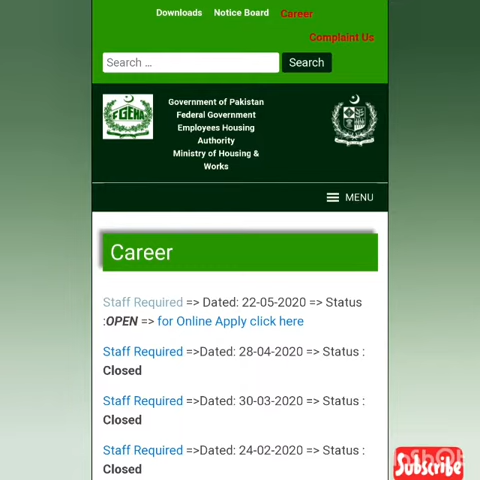 Downloads Notice Board Career
Complaint Us
Search … Search
FGEHA
Government of Pakistan
Federal Government
Employees Housing
Authority
Ministry of Housing &
Works
MENU
Career
Staff Required => Dated: 22-05-2020 => Status
:OPEN => for Online Apply click here
Staff Required =>Dated: 28-04-2020 => Status :
Closed
Staff Required =>Dated: 30-03-2020 => Status :
Closed
Staff Required =>Dated: 24-02-2020 => Status :
Closed
Subscribe